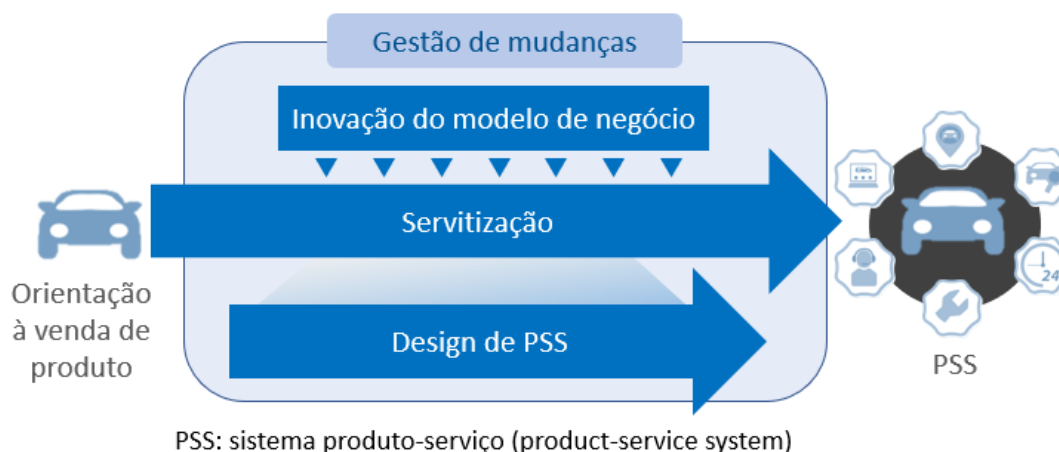 Gestão de mudanças
Inovação do modelo de negócio
Servitização
Orientação
à venda de
produto
Design de PSS
24
PSS
PSS: sistema produto-serviço (product-service system)